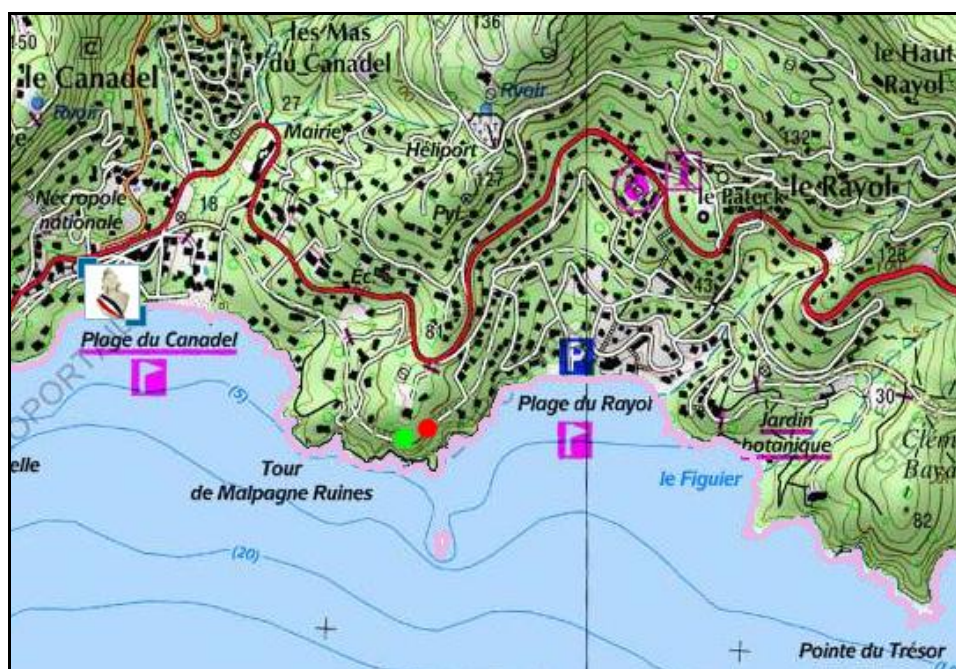 136
150
C
les Mas
du Canadel
le Canadel
le Haut-
Rayol
Rvoir
Rvoir
27
Mairie
Héliport
127
132
Nécropole
nationale
18
Pyl.
le Pateck
le Rayol
128
43
81
P
Plage du Canadel
Plage du Rayol
30
Jardin
botanique
(5)
elle
Tour
de Malpagne Ruines
le Figuier
82
(20)
Pointe du Trésor